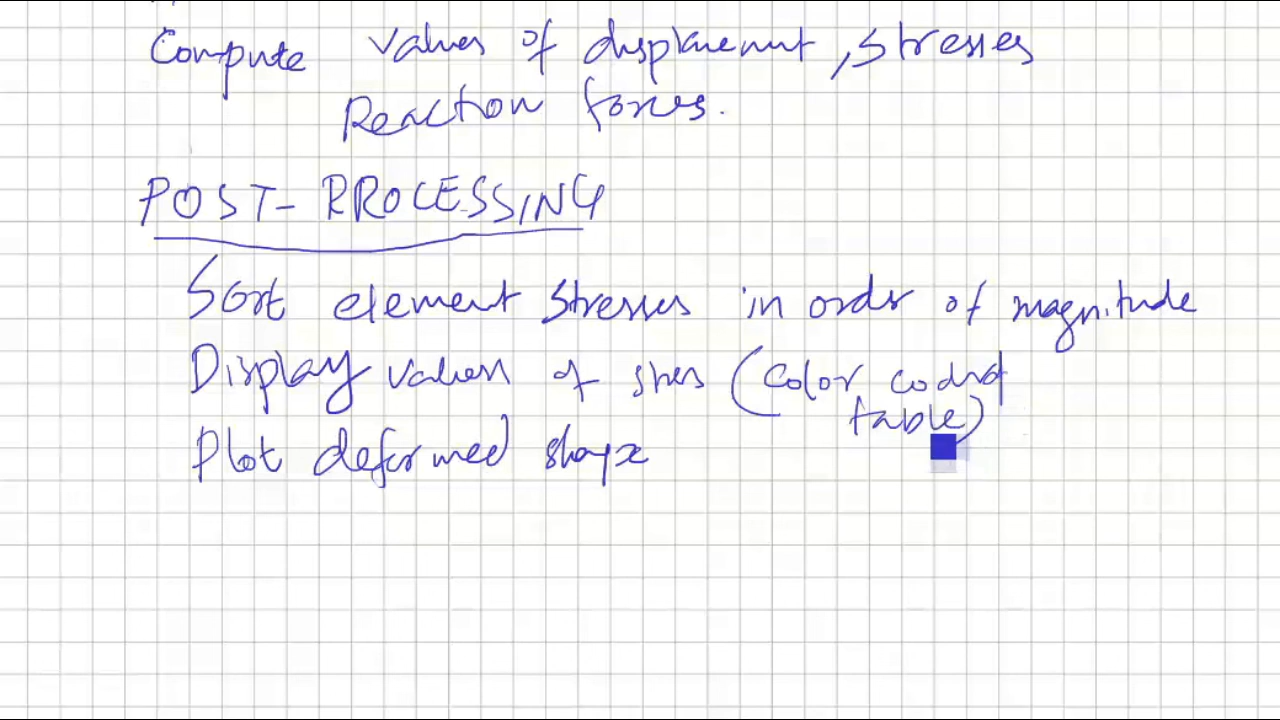 Compute values of displacement, stresses
Reaction forces.
POST-PROCESSING
Sort element stresses in order of magnitude
Display values of stress (color coded
table)
Plot deformed shape